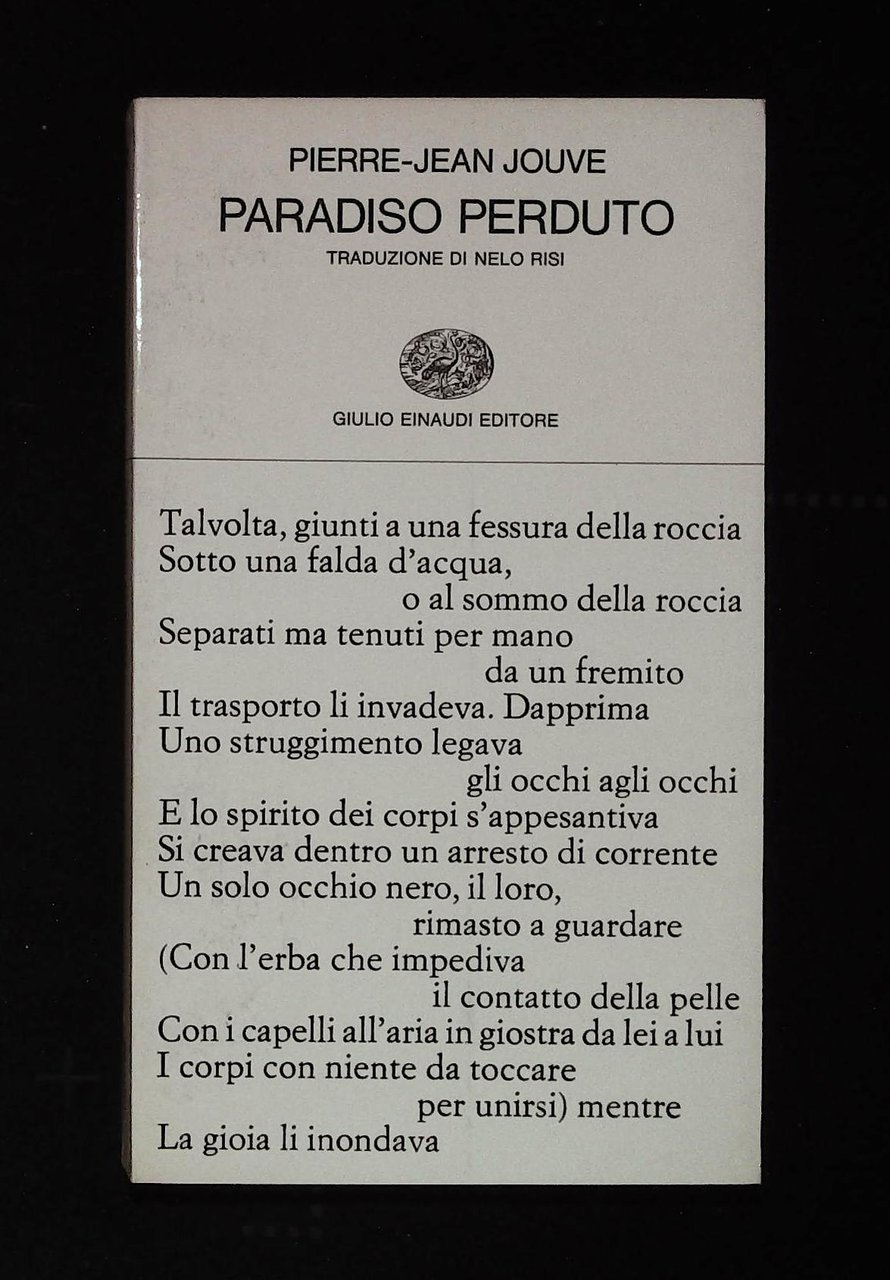 PIERRE-JEAN JOUVE
PARADISO PERDUTO
TRADUZIONE DI NELO RISI
GIULIO EINAUDI EDITORE
Talvolta, giunti a una fessura della roccia
Sotto una falda d'acqua,
o al sommo della roccia
Separati ma tenuti per mano
da un fremito
Il trasporto li invadeva. Dapprima
Uno struggimento legava
gli occhi agli occhi
E lo spirito dei corpi s'appesantiva
Si creava dentro un arresto di corrente
Un solo occhio nero, il loro,
rimasto a guardare
(Con l'erba che impediva
il contatto della pelle
Con i capelli all'aria in giostra da lei a lui
I corpi con niente da toccare
per unirsi) mentre
La gioia li inondava